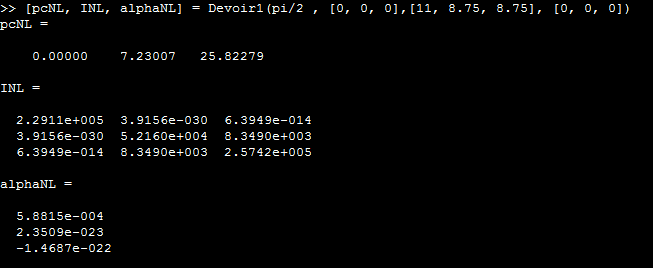 >> [pcNL, INL, alphaNL] = Devoir1(pi/2 , [0, 0, 0],[11, 8.75, 8.75], [0, 0, 0])
pcNL =
0.00000 7.23007 25.82279
INL =
2.2911e+005 3.9156e-030 6.3949e-014
3.9156e-030 5.2160e+004 8.3490e+003
6.3949e-014 8.3490e+003 2.5742e+005
alphaNL =
5.8815e-004
2.3509e-023
-1.4687e-022